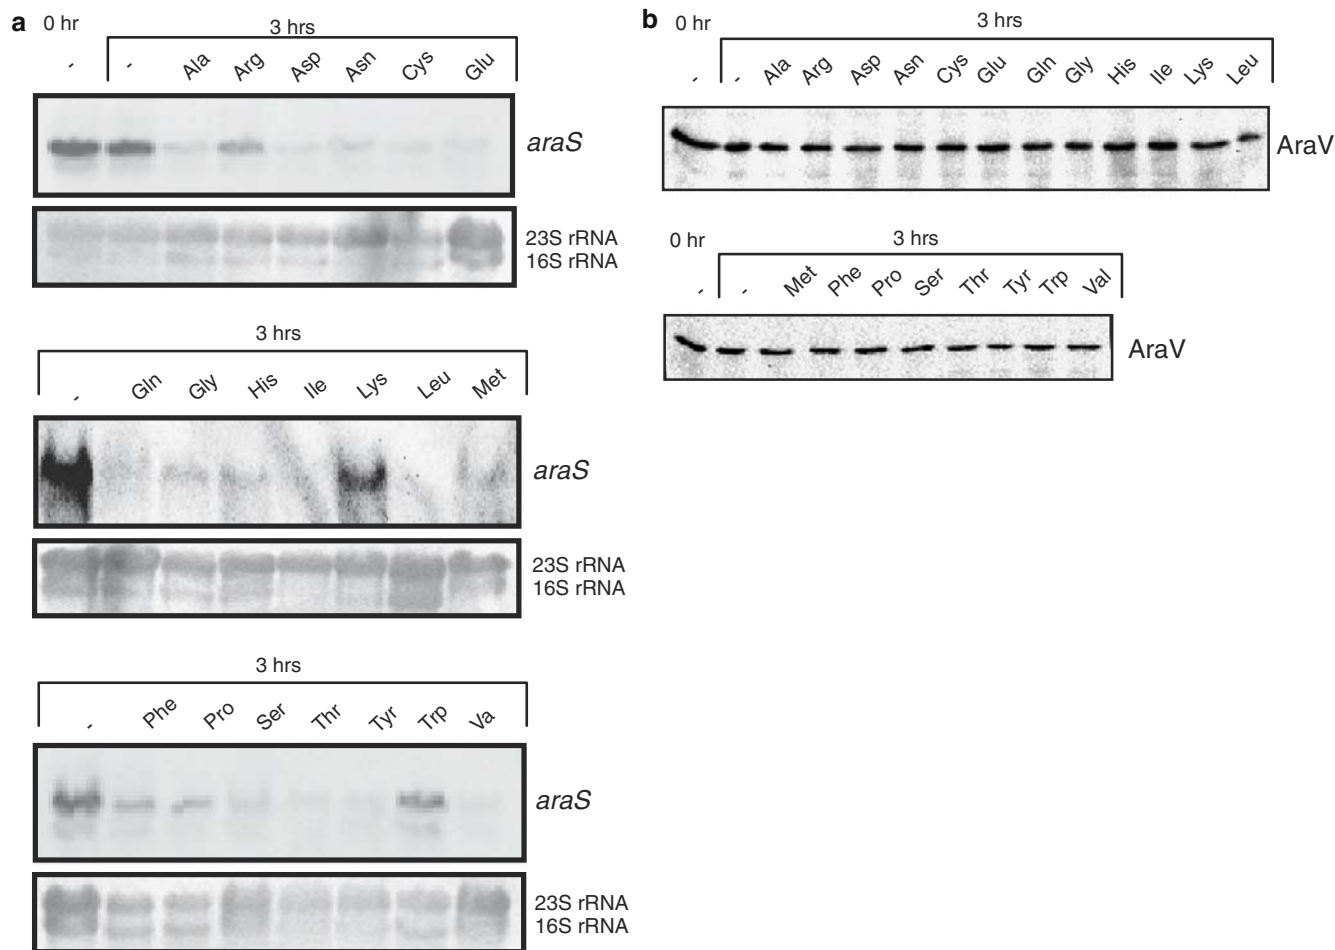 a
0 hr
3 hrs
- - Ala Arg Asp Asn Cys Glu
araS
23S rRNA
16S rRNA
3 hrs
- Gln Gly His Ile Lys Leu Met
araS
23S rRNA
16S rRNA
3 hrs
- Phe Pro Ser Thr Tyr Trp Va
araS
23S rRNA
16S rRNA
b
0 hr
3 hrs
- - Ala Arg Asp Asn Cys Glu Gln Gly His Ile Lys Leu
AraV
0 hr
3 hrs
- - Met Phe Pro Ser Thr Tyr Trp Val
AraV